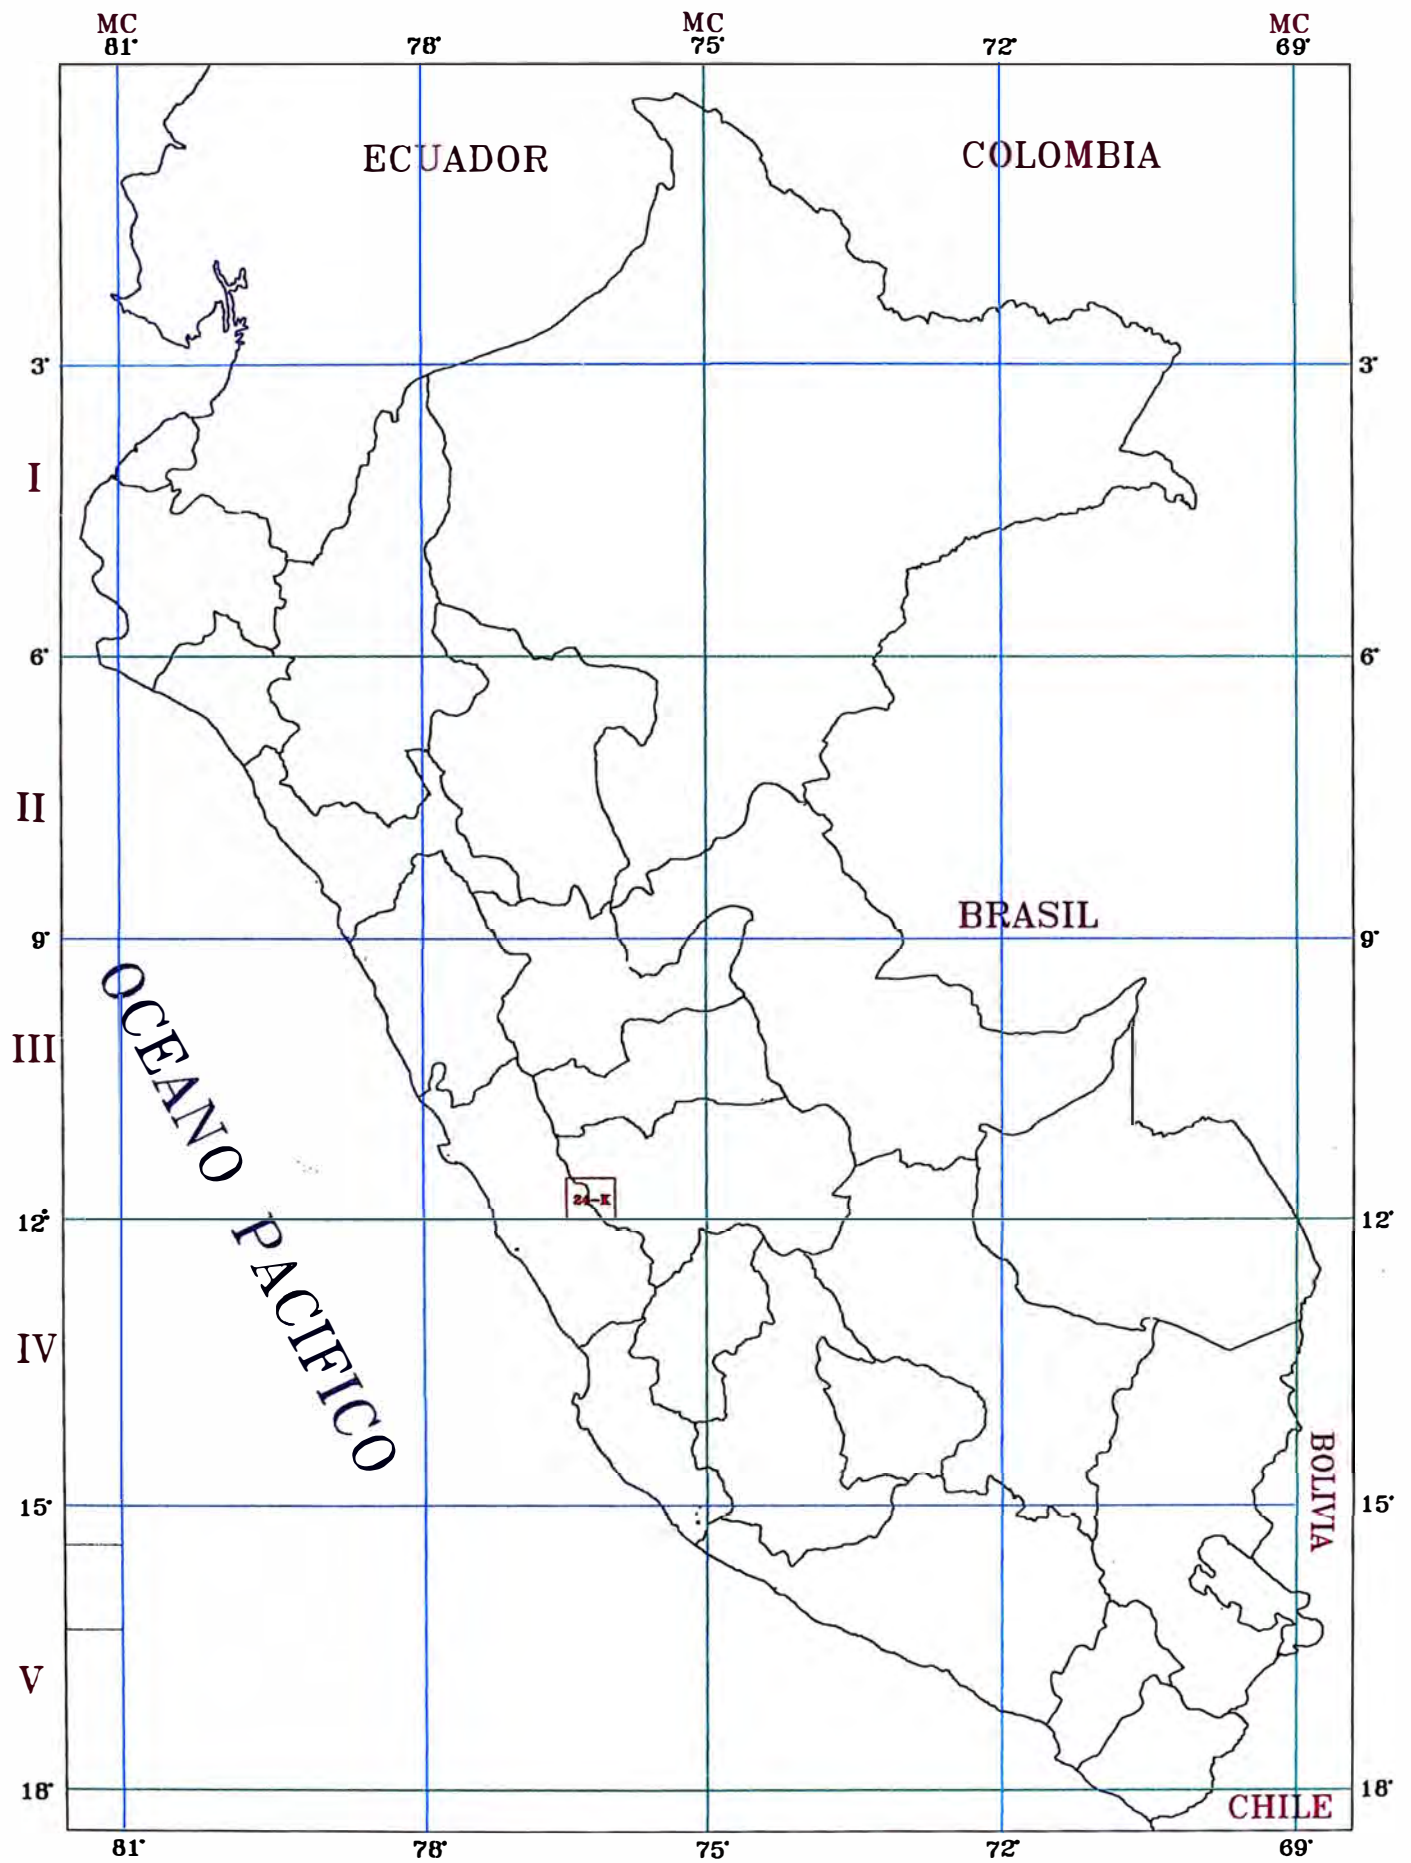 MC MC MC
81° 78° 75° 72° 69°
ECUADOR COLOMBIA
3° 3°
I
6° 6°
II
BRASIL
9° 9°
OCEANO PACIFICO
III
24-K
12° 12°
IV
BOLIVIA
15° 15°
V
18° 18°
CHILE
81° 78° 75° 72° 69°